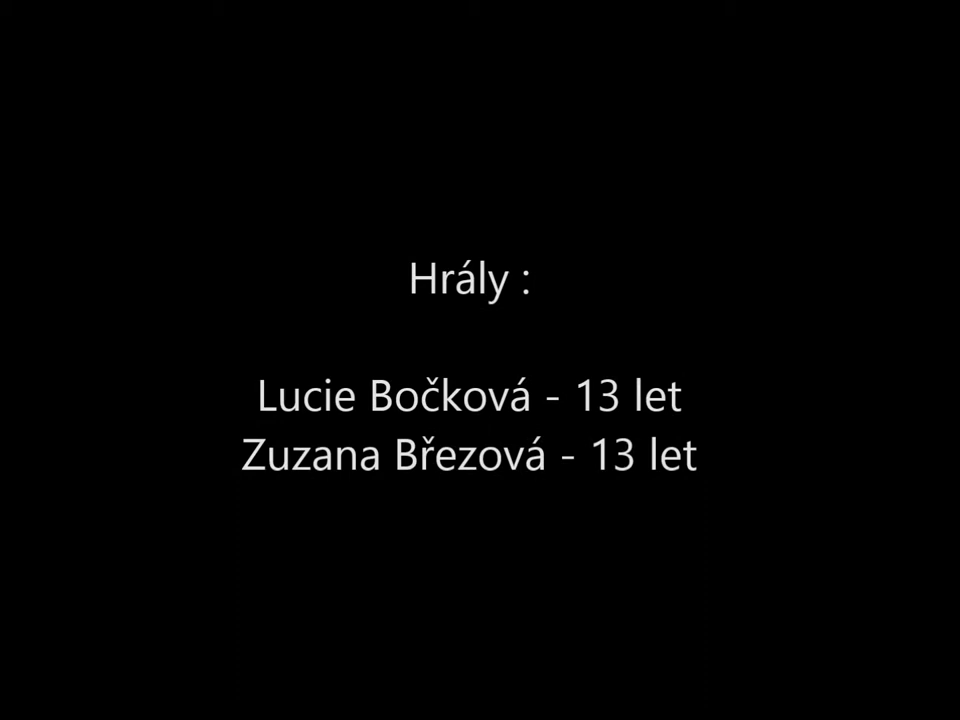 Hrály :
Lucie Bočková - 13 let
Zuzana Březová - 13 let